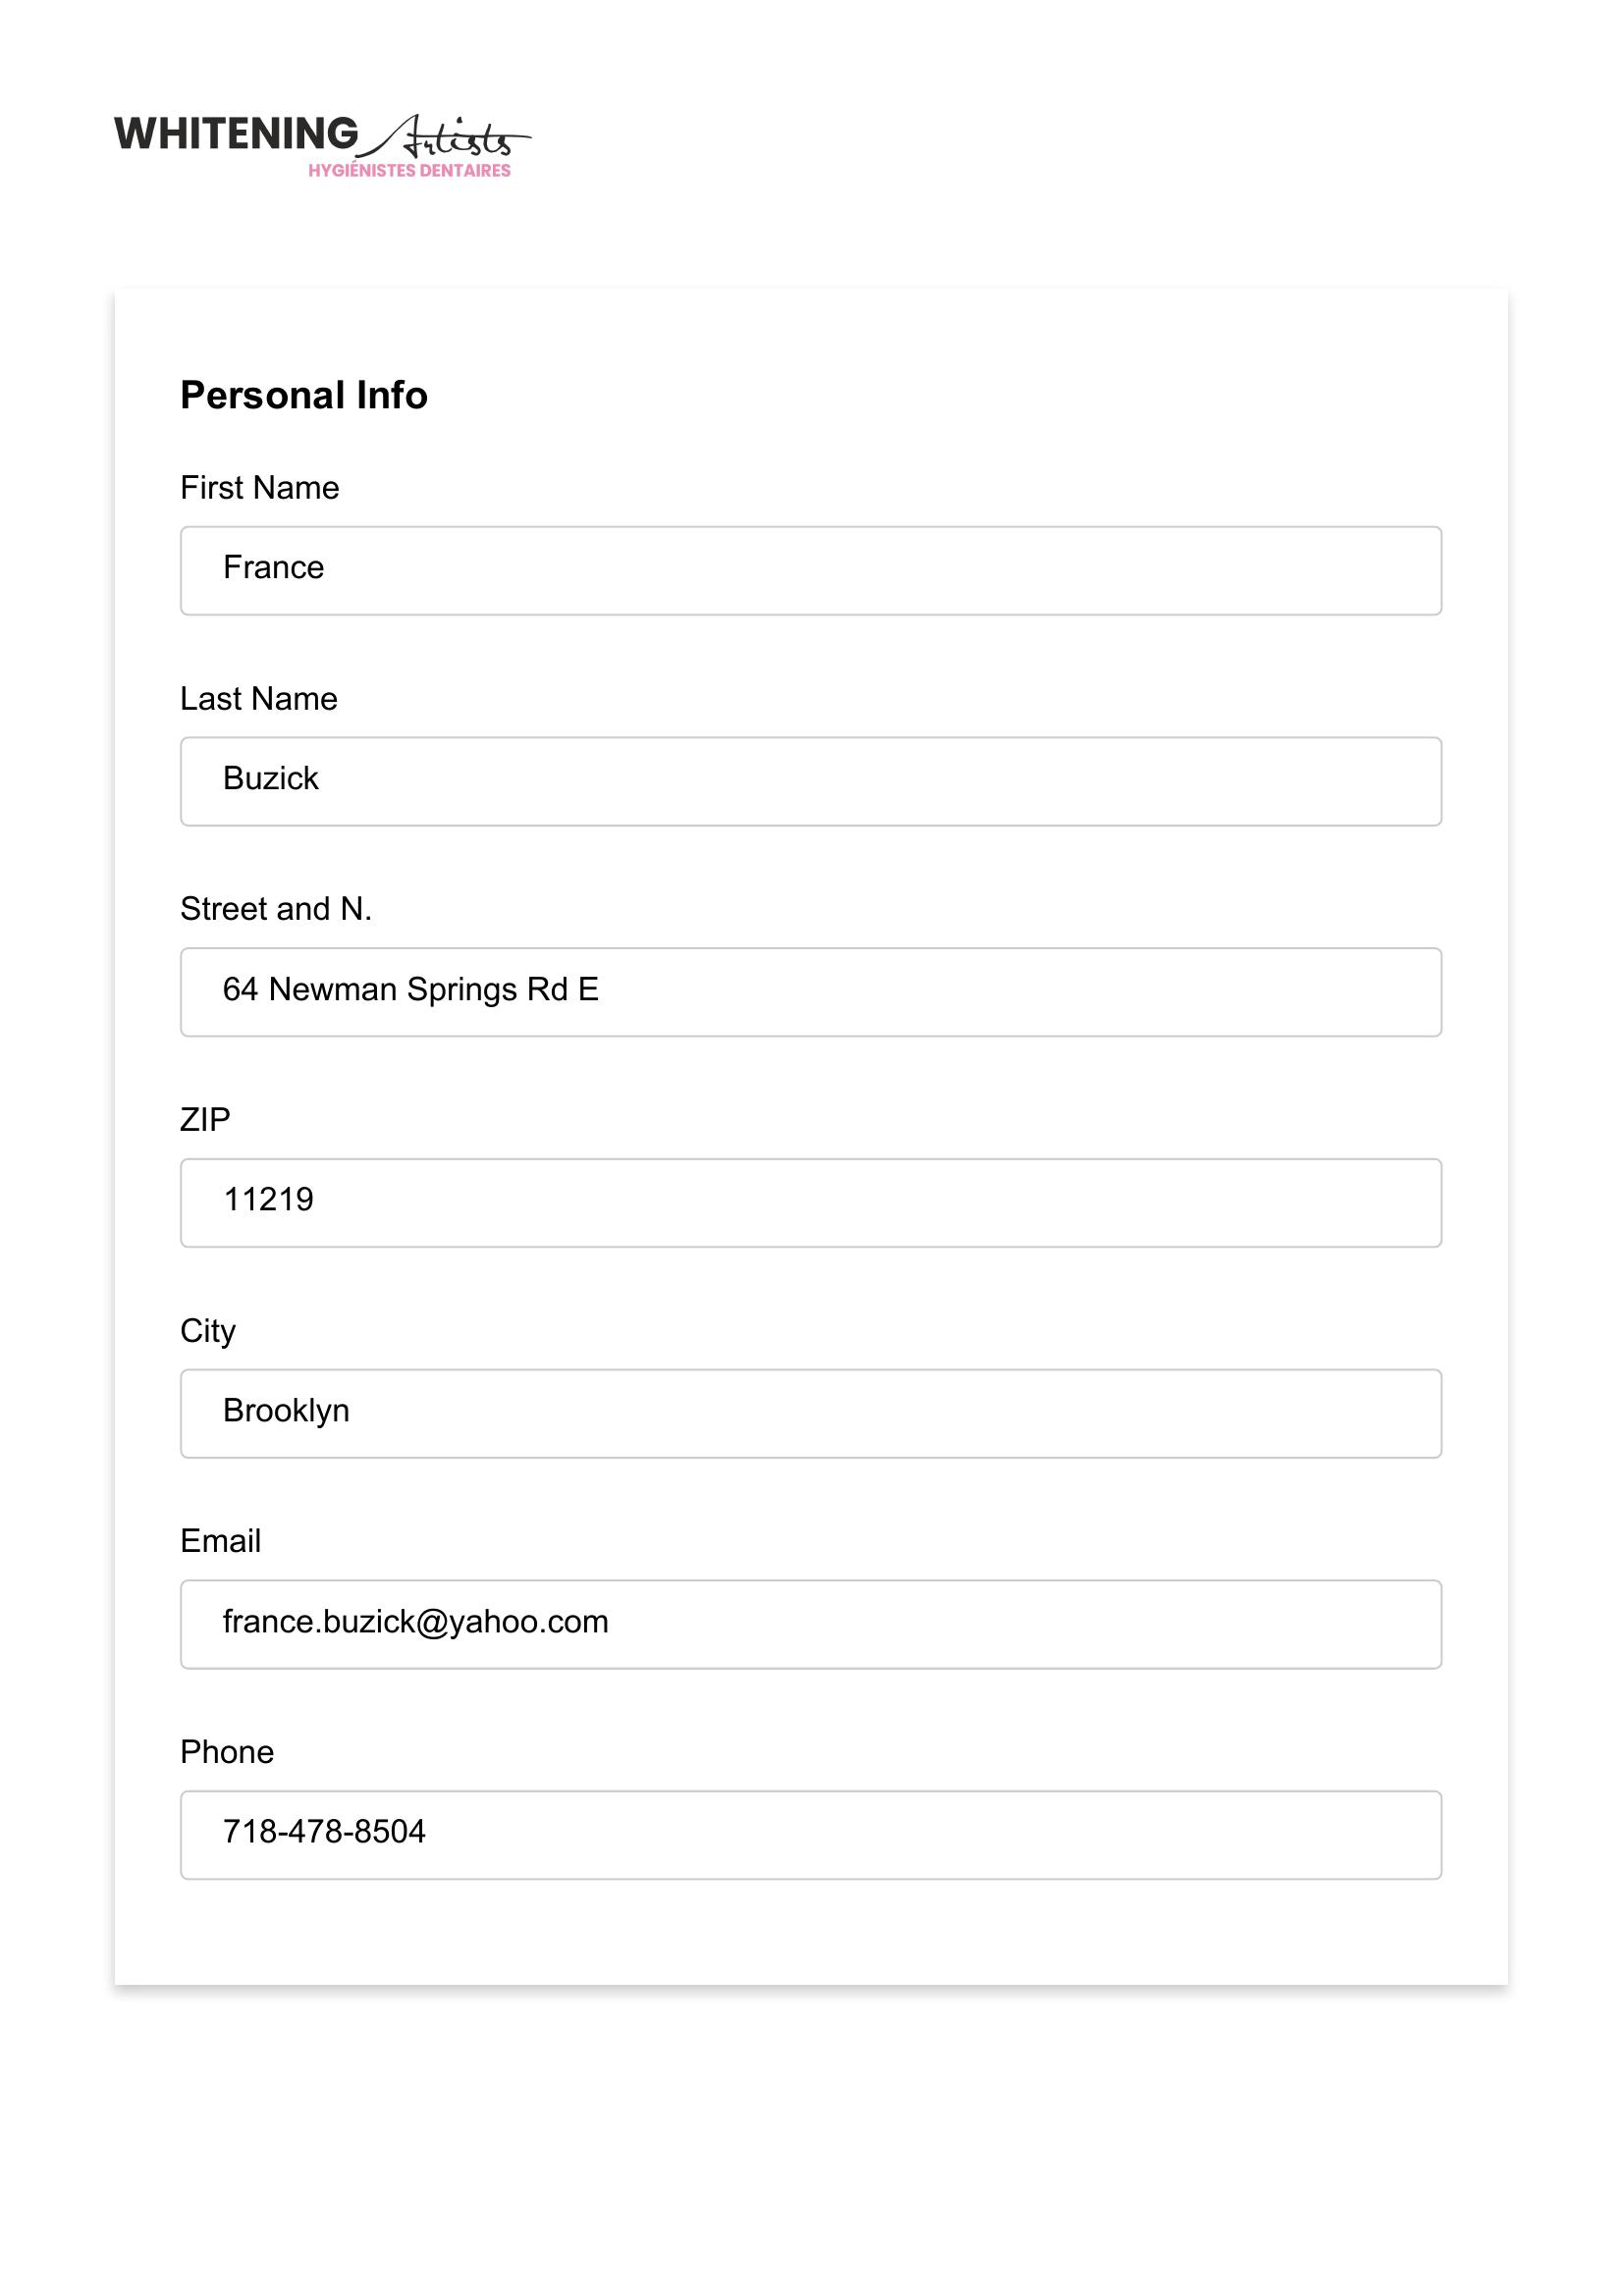 WHITENING Artists
HYGIÉNISTES DENTAIRES
Personal Info
First Name
France
Last Name
Buzick
Street and N.
64 Newman Springs Rd E
ZIP
11219
City
Brooklyn
Email
france.buzick@yahoo.com
Phone
718-478-8504